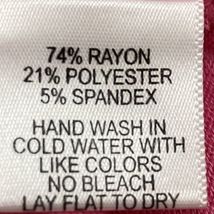 74% RAYON
21% POLYESTER
5% SPANDEX
HAND WASH IN
COLD WATER WITH
LIKE COLORS
NO BLEACH
LAY FLAT TO DRY